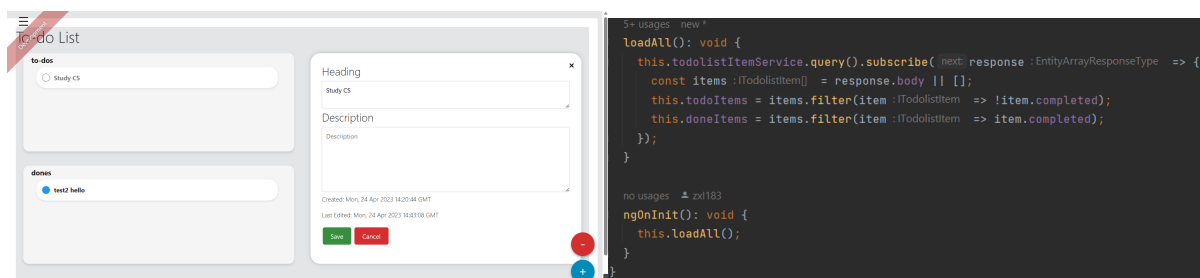 Development
To-do List
to-dos
Study CS
dones
test2 hello
×
Heading
Study CS
Description
Description
Created: Mon, 24 Apr 2023 14:20:44 GMT
Last Edited: Mon, 24 Apr 2023 14:43:08 GMT
Save Cancel
-
+
5+ usages new *
loadAll(): void {
this.todolistItemService.query().subscribe( next: response : EntityArrayResponseType => {
const items : ITodolistItem[] = response.body || [];
this.todoItems = items.filter(item : ITodolistItem => !item.completed);
this.doneItems = items.filter(item : ITodolistItem => item.completed);
});
}
no usages zxl183
ngOnInit(): void {
this.loadAll();
}
}